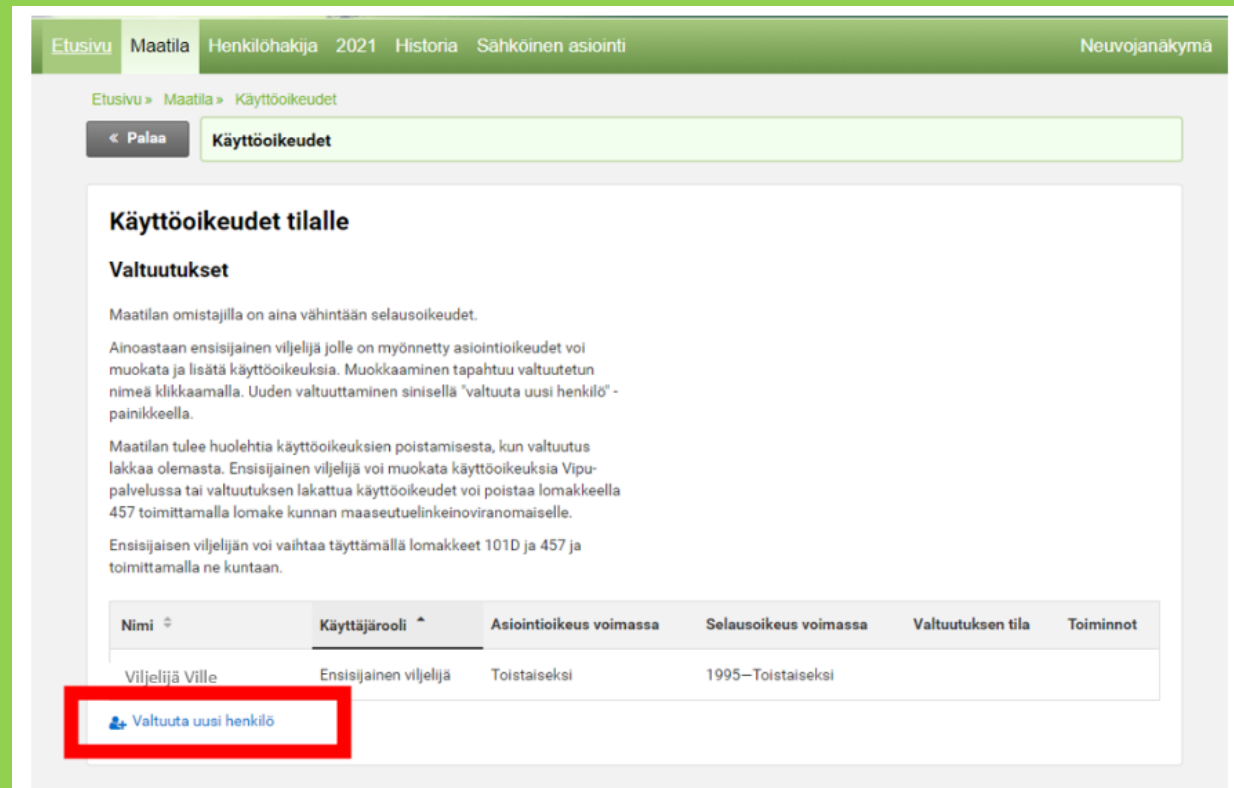 Etusivu Maatila Henkilöhakija 2021 Historia Sähköinen asiointi Neuvojanäkymä
Etusivu» Maatila» Käyttöoikeudet
« Palaa Käyttöoikeudet
Käyttöoikeudet tilalle
Valtuutukset
Maatilan omistajilla on aina vähintään selausoikeudet.
Ainoastaan ensisijainen viljelijä jolle on myönnetty asiointioikeudet voi
muokata ja lisätä käyttöoikeuksia. Muokkaaminen tapahtuu valtuutetun
nimeä klikkaamalla. Uuden valtuuttaminen sinisellä "valtuuta uusi henkilö" -
painikkeella.
Maatilan tulee huolehtia käyttöoikeuksien poistamisesta, kun valtuutus
lakkaa olemasta. Ensisijainen viljelijä voi muokata käyttöoikeuksia Vipu-
palvelussa tai valtuutuksen lakattua käyttöoikeudet voi poistaa lomakkeella
457 toimittamalla lomake kunnan maaseutuelinkeinoviranomaiselle.
Ensisijaisen viljelijän voi vaihtaa täyttämällä lomakkeet 101D ja 457 ja
toimittamalla ne kuntaan.
Nimi Käyttäjärooli Asiointioikeus voimassa Selausoikeus voimassa Valtuutuksen tila Toiminnot
Viljelijä Ville Ensisijainen viljelijä Toistaiseksi 1995–Toistaiseksi
Valtuuta uusi henkilö